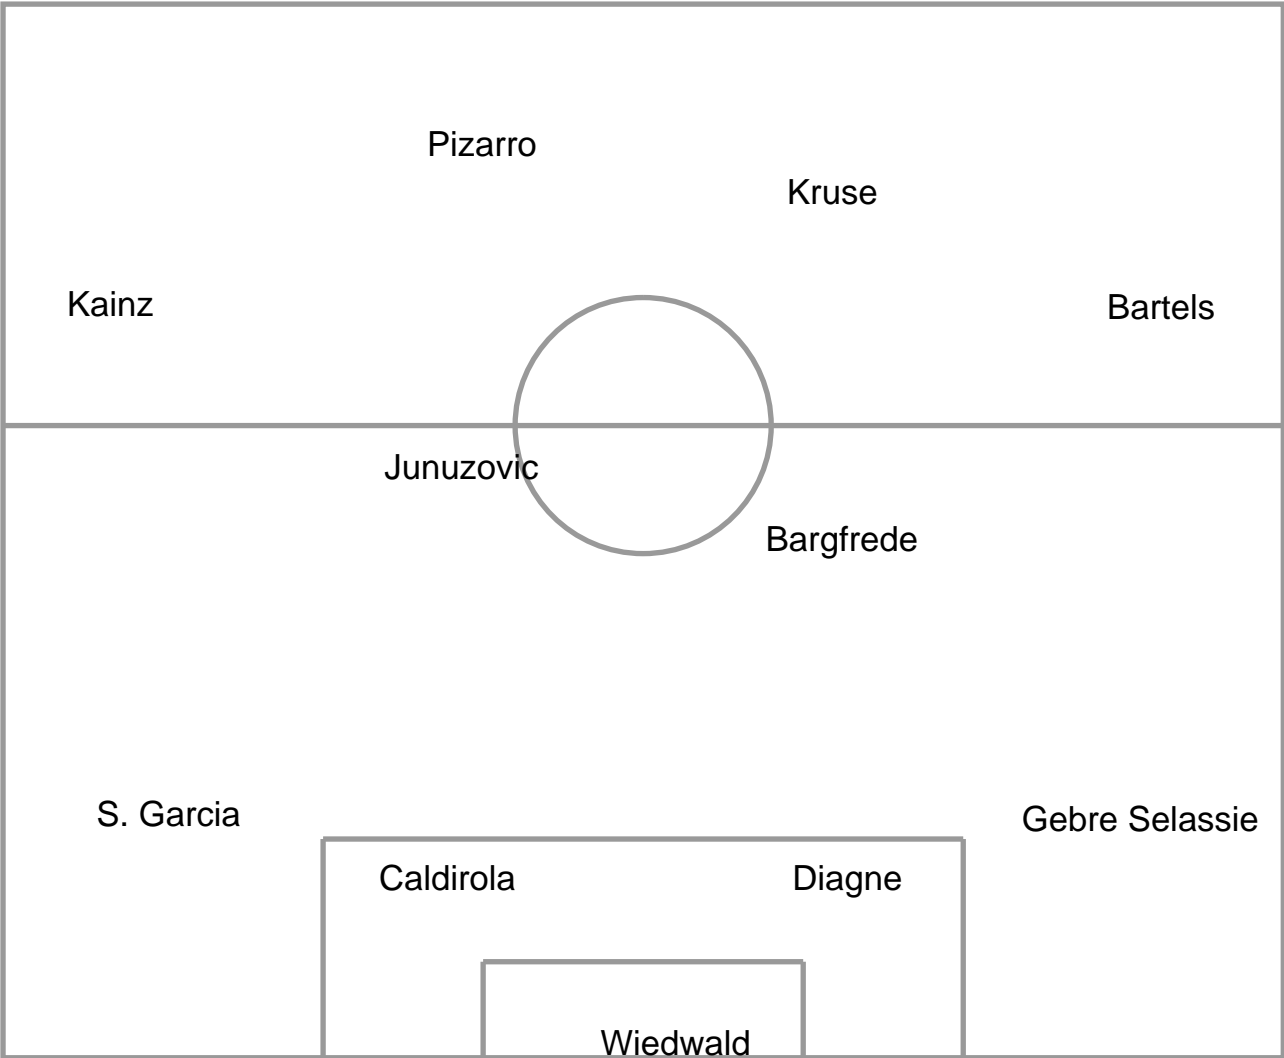 Pizarro
Kruse
Kainz
Bartels
Junuzovic
Bargfrede
S. Garcia
Gebre Selassie
Caldirola
Diagne
Wiedwald